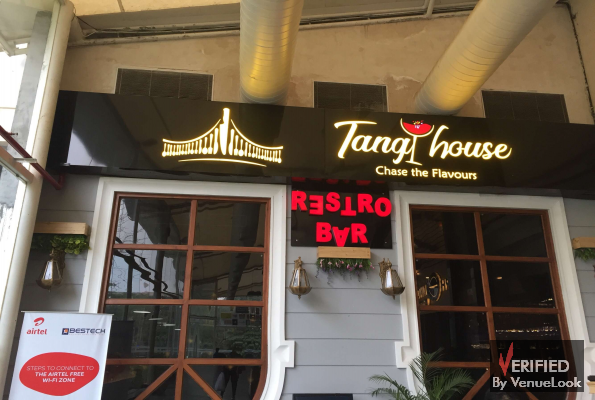 Tangy house
Chase the Flavours
RESTRO
BAR
airtel
BESTECH
STEPS TO CONNECT TO
THE AIRTEL FREE
WI-FI ZONE
VERIFIED
By VenueLook